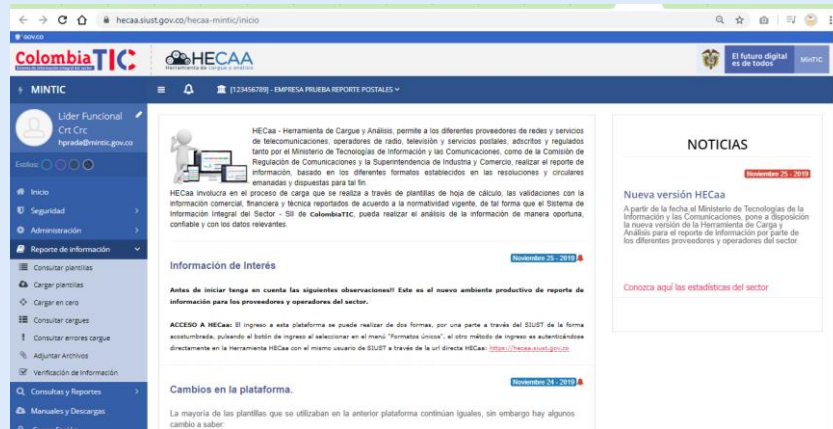 hecaa.siust.gov.co/hecaa-mintic/inicio
GOV.CO
ColombiaTIC
HECAA
Herramienta de cargue y análisis
El futuro digital
es de todos
MinTIC
MINTIC
[123456789] - EMPRESA PRUEBA REPORTE POSTALES
Lider Funcional
Crt Crc
hprada@mintic.gov.co
Estilos:
Inicio
Seguridad
Administración
Reporte de información
Consultar plantillas
Cargar plantillas
Cargar en cero
Consultar cargues
Consultar errores cargue
Adjuntar Archivos
Verificación de Información
Consultas y Reportes
Manuales y Descargas
HECaa - Herramienta de Cargue y Análisis, permite a los diferentes proveedores de redes y servicios
de telecomunicaciones, operadores de radio, televisión y servicios postales, adscritos y regulados
tanto por el Ministerio de Tecnologías de Información y las Comunicaciones, como de la Comisión de
Regulación de Comunicaciones y la Superintendencia de Industria y Comercio, realizar el reporte de
información, basado en los diferentes formatos establecidos en las resoluciones y circulares
emanadas y dispuestas para tal fin.
HECaa involucra en el proceso de carga que se realiza a través de plantillas de hoja de cálculo, las validaciones con la
información comercial, financiera y técnica reportados de acuerdo a la normatividad vigente, de tal forma que el Sistema de
Información Integral del Sector - SII de ColombiaTIC, pueda realizar el análisis de la información de manera oportuna,
confiable y con los datos relevantes.
Noviembre 25 - 2019
Información de Interés
Antes de iniciar tenga en cuenta las siguientes observaciones!! Este es el nuevo ambiente productivo de reporte de
información para los proveedores y operadores del sector.
ACCESO A HECaa: El ingreso a esta plataforma se puede realizar de dos formas, por una parte a través del SIUST de la forma
acostumbrada, pulsando el botón de ingreso al seleccionar en el menú "Formatos únicos", el otro método de ingreso es autenticándose
directamente en la Herramienta HECaa con el mismo usuario de SIUST a través de la url directa HECaa: https://hecaa.siust.gov.co
Noviembre 24 - 2019
Cambios en la plataforma.
La mayoría de las plantillas que se utilizaban en la anterior plataforma continúan iguales, sin embargo hay algunos
cambio a saber:
NOTICIAS
Noviembre 25 - 2019
Nueva versión HECaa
A partir de la fecha,el Ministerio de Tecnologías de la
Información y las Comunicaciones, pone a disposición
la nueva versión de la Herramienta de Carga y
Análisis para el reporte de información por parte de
los diferentes proveedores y operadores del sector.
Conozca aquí las estadísticas del sector